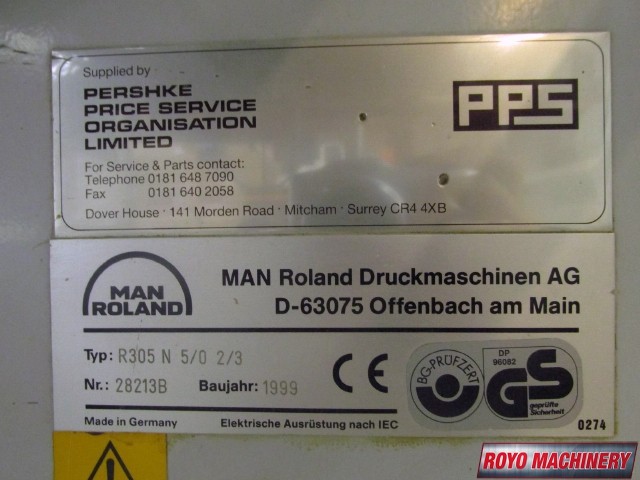 Supplied by
PERSHKE
PRICE SERVICE
ORGANISATION
LIMITED
PPS
For Service & Parts contact:
Telephone 0181 648 7090
Fax 0181 640 2058
Dover House · 141 Morden Road · Mitcham · Surrey CR4 4XB
MAN
ROLAND
MAN Roland Druckmaschinen AG
D-63075 Offenbach am Main
Typ: R305 N 5/0 2/3
Nr.: 28213B Baujahr: 1999
CE
BG-PRÜFZERT
DP
96082
GS
geprüfte
Sicherheit
Made in Germany Elektrische Ausrüstung nach IEC 0274
ROYO MACHINERY